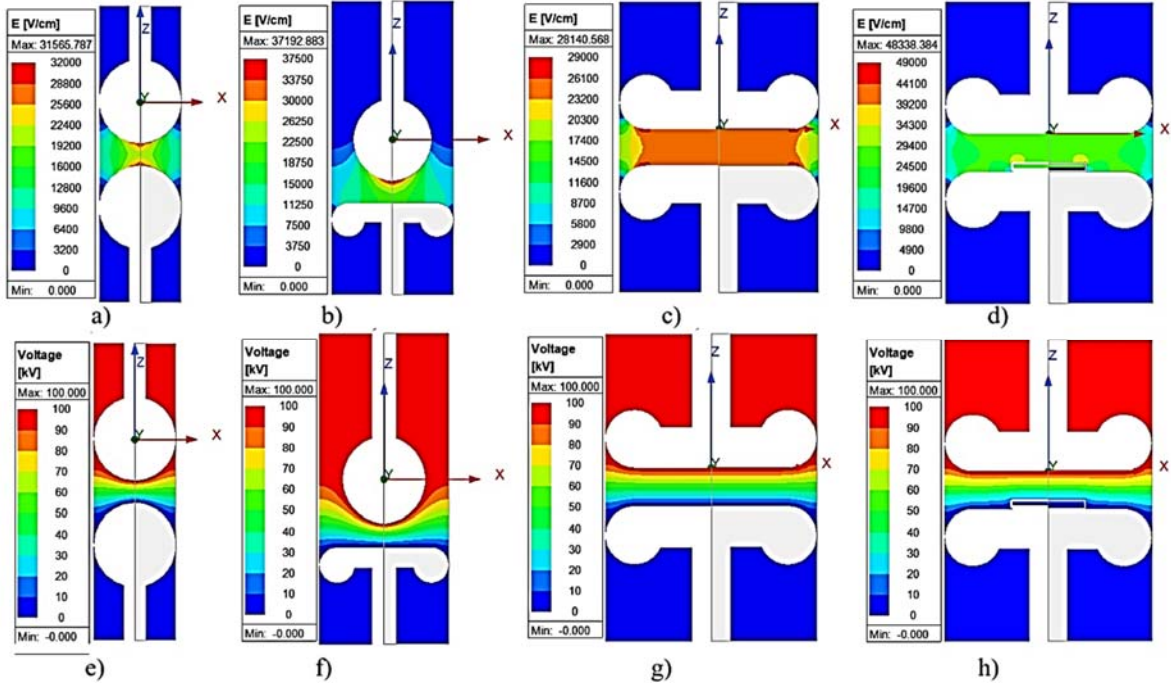 E [V/cm]
Max: 31565.787
32000
28800
25600
22400
19200
16000
12800
9600
6400
3200
0
Min: 0.000
Z
Y
X
a)
E [V/cm]
Max: 37192.883
37500
33750
30000
26250
22500
18750
15000
11250
7500
3750
0
Min: 0.000
Z
Y
X
b)
E [V/cm]
Max: 28140.568
29000
26100
23200
20300
17400
14500
11600
8700
5800
2900
0
Min: 0.000
Z
Y
X
c)
E [V/cm]
Max: 48338.384
49000
44100
39200
34300
29400
24500
19600
14700
9800
4900
0
Min: 0.000
Z
Y
X
d)
Voltage
[kV]
Max: 100.000
100
90
80
70
60
50
40
30
20
10
0
Min: -0.000
Z
Y
X
e)
Voltage
[kV]
Max: 100.000
100
90
80
70
60
50
40
30
20
10
0
Min: -0.000
Z
Y
X
f)
Voltage
[kV]
Max: 100.000
100
90
80
70
60
50
40
30
20
10
0
Min: -0.000
Z
Y
X
g)
Voltage
[kV]
Max: 100.000
100
90
80
70
60
50
40
30
20
10
0
Min: -0.000
Z
Y
X
h)